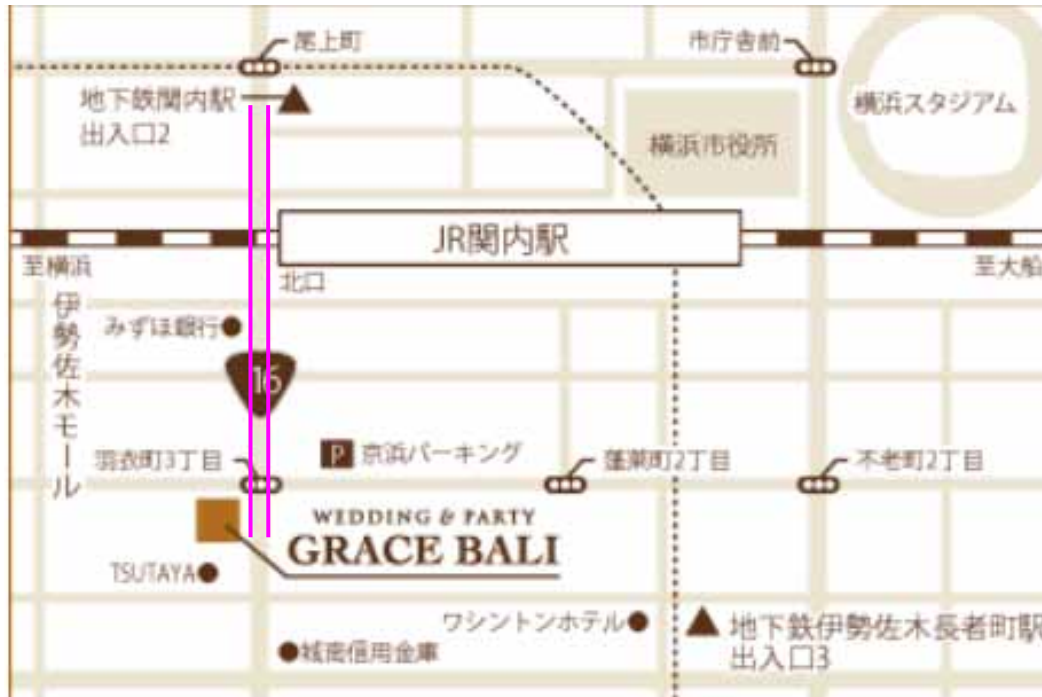 尾上町
市庁舎前
地下鉄関内駅
出入口2
横浜スタジアム
横浜市役所
JR関内駅
至横浜
北口
至大船
伊勢佐木モール
みずほ銀行
16
羽衣町3丁目
P 京浜パーキング
蓬莱町2丁目
不老町2丁目
WEDDING & PARTY
GRACE BALI
TSUTAYA
ワシントンホテル
地下鉄伊勢佐木長者町駅
出入口3
城南信用金庫